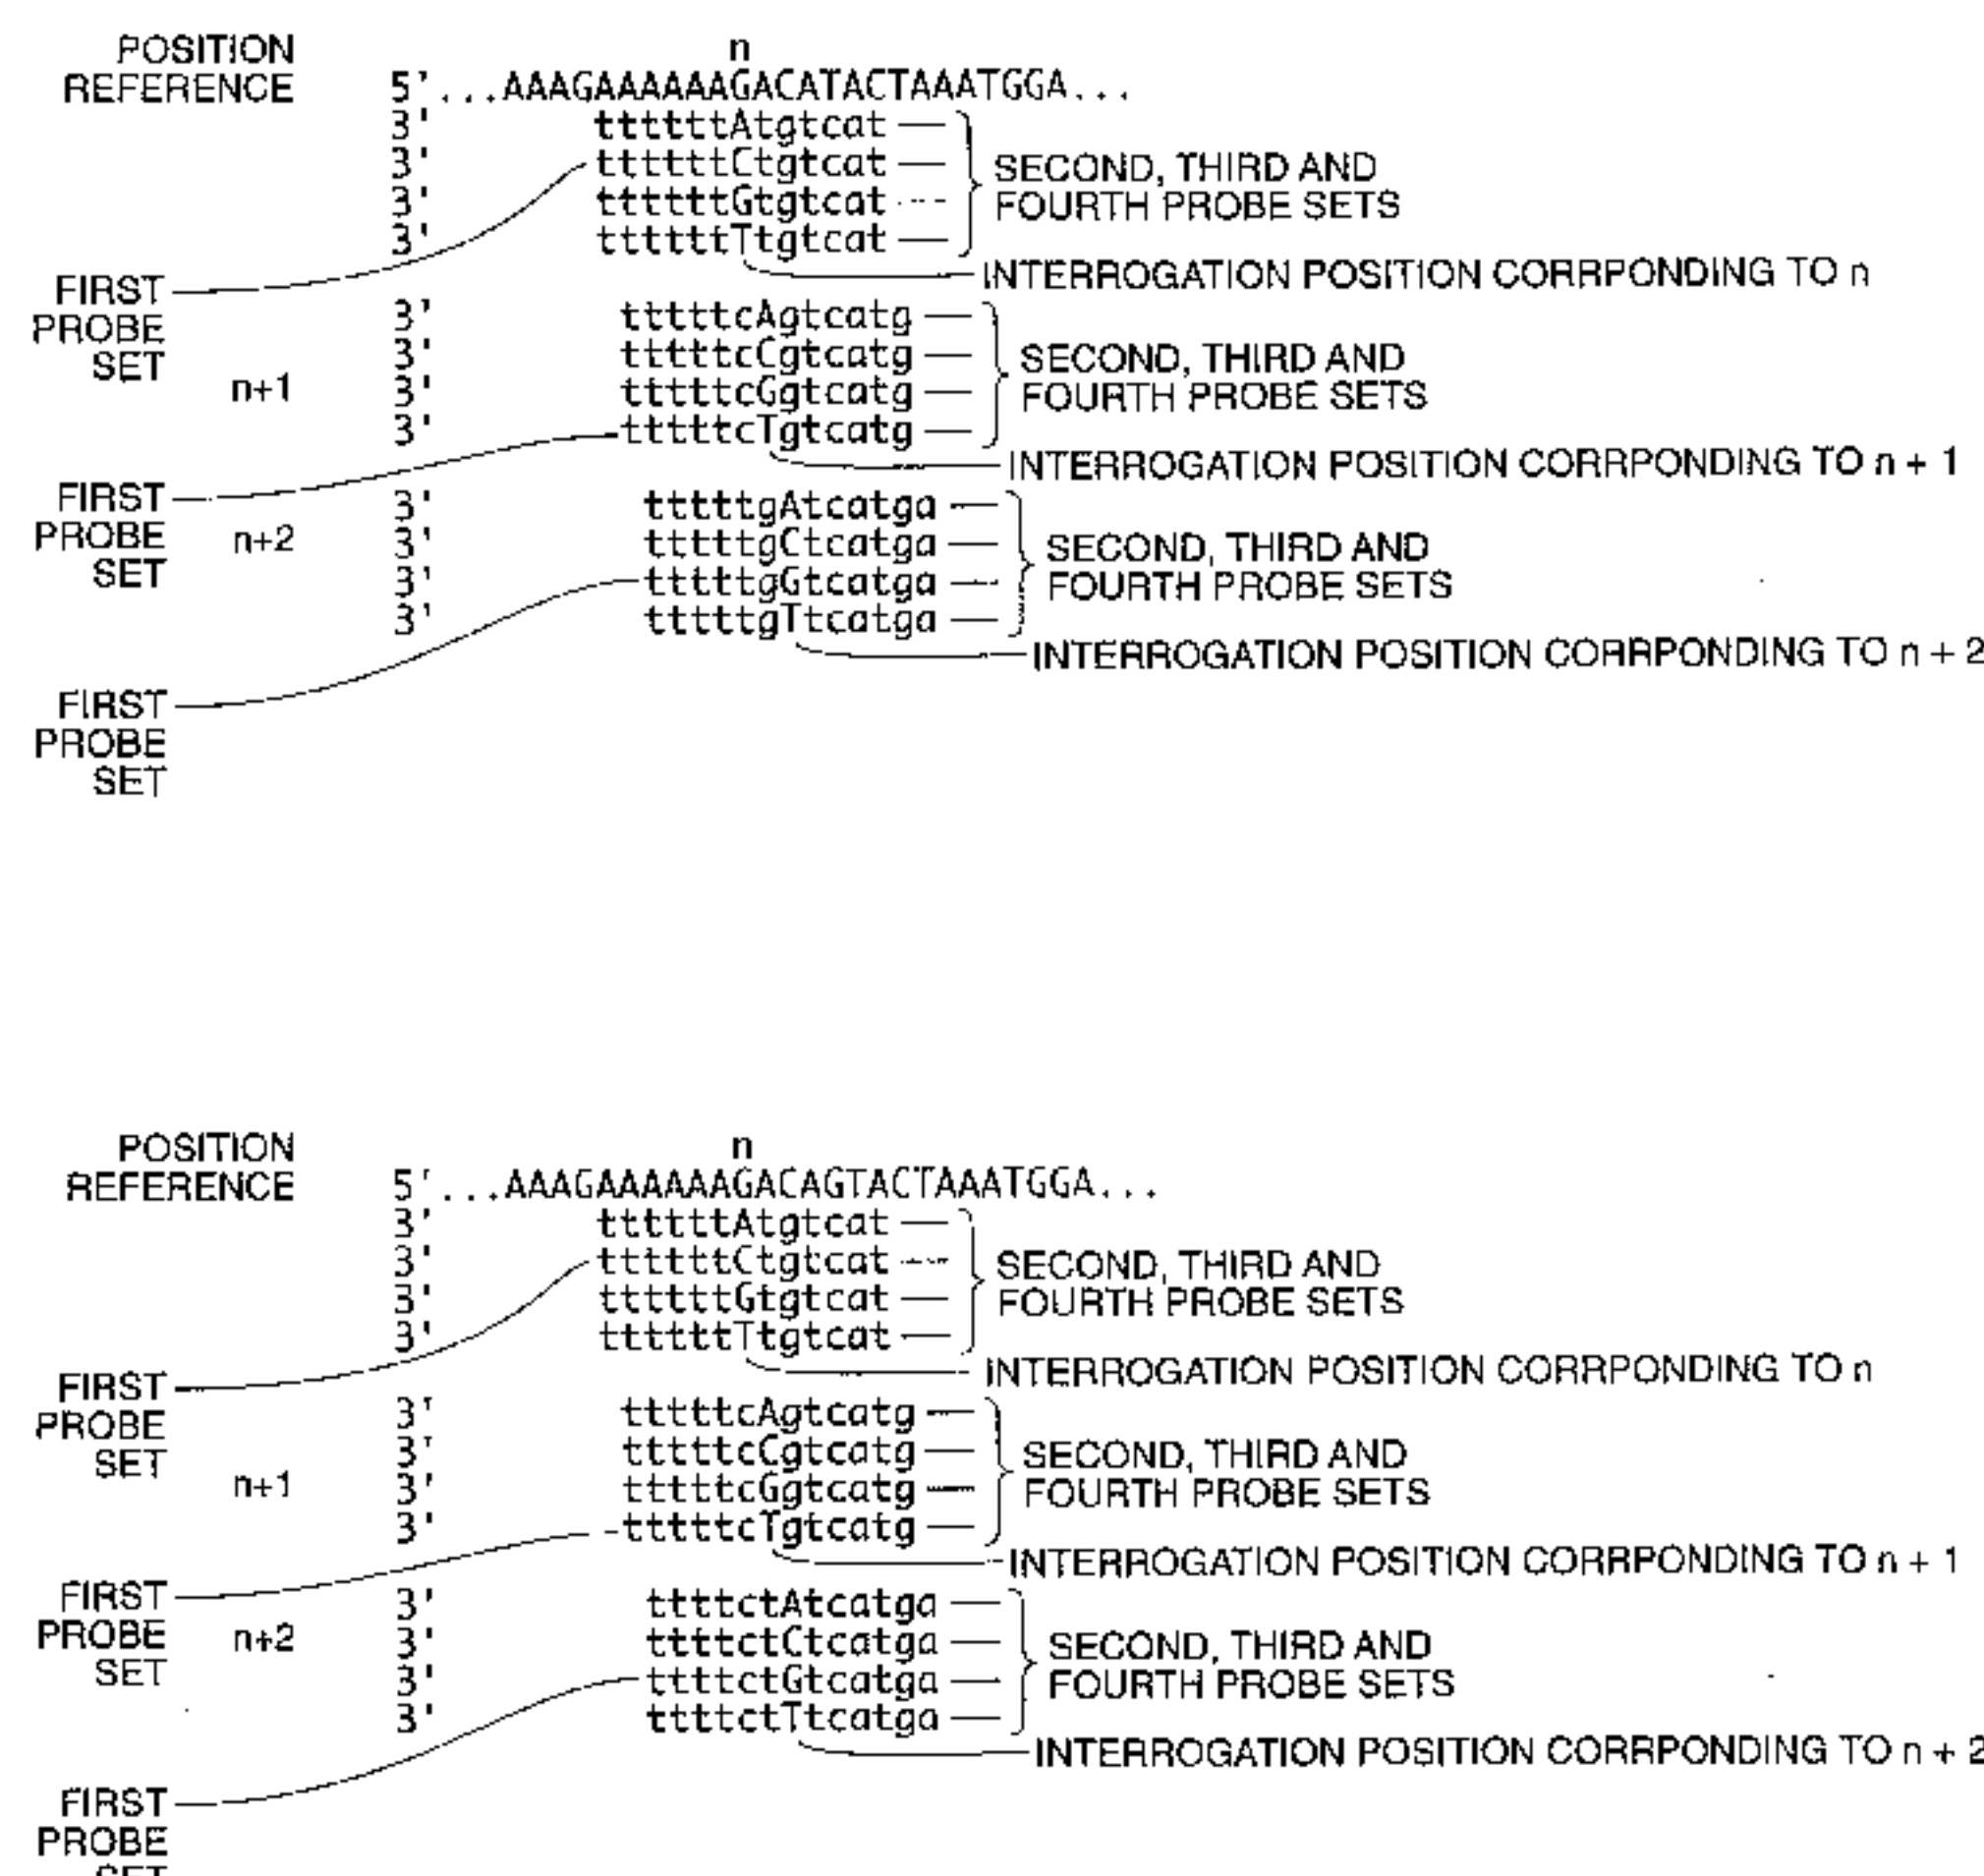 POSITION n
REFERENCE 5'...AAAGAAAAAAGACATACTAAATGGA...
3' ttttttAtgtcat
3' ttttttCtgtcat
3' ttttttGtgtcat
3' ttttttTtgtcat
SECOND, THIRD AND
FOURTH PROBE SETS
INTERROGATION POSITION CORRPONDING TO n
FIRST
PROBE
SET
n+1
3' tttttcAgtcatg
3' tttttcCgtcatg
3' tttttcGgtcatg
3' tttttcTgtcatg
SECOND, THIRD AND
FOURTH PROBE SETS
INTERROGATION POSITION CORRPONDING TO n + 1
FIRST
PROBE
SET
n+2
3' tttttgAtcatga
3' tttttgCtcatga
3' tttttgGtcatga
3' tttttgTtcatga
SECOND, THIRD AND
FOURTH PROBE SETS
INTERROGATION POSITION CORRPONDING TO n + 2
FIRST
PROBE
SET
POSITION n
REFERENCE 5'...AAAGAAAAAAGACAGTACTAAATGGA...
3' ttttttAtgtcat
3' ttttttCtgtcat
3' ttttttGtgtcat
3' ttttttTtgtcat
SECOND, THIRD AND
FOURTH PROBE SETS
INTERROGATION POSITION CORRPONDING TO n
FIRST
PROBE
SET
n+1
3' tttttcAgtcatg
3' tttttcCgtcatg
3' tttttcGgtcatg
3' tttttcTgtcatg
SECOND, THIRD AND
FOURTH PROBE SETS
INTERROGATION POSITION CORRPONDING TO n + 1
FIRST
PROBE
SET
n+2
3' ttttctAtcatga
3' ttttctCtcatga
3' ttttctGtcatga
3' ttttctTtcatga
SECOND, THIRD AND
FOURTH PROBE SETS
INTERROGATION POSITION CORRPONDING TO n + 2
FIRST
PROBE
SET